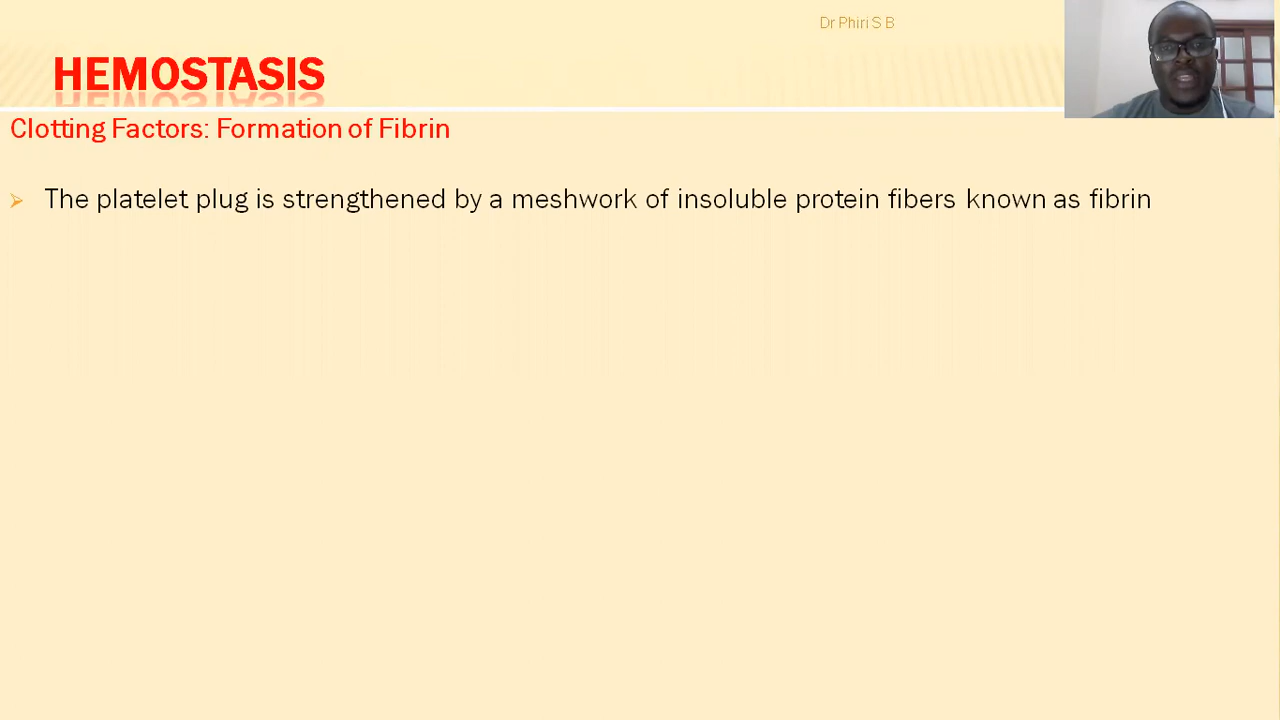 Dr Phiri S B
HEMOSTASIS
Clotting Factors: Formation of Fibrin
The platelet plug is strengthened by a meshwork of insoluble protein fibers known as fibrin